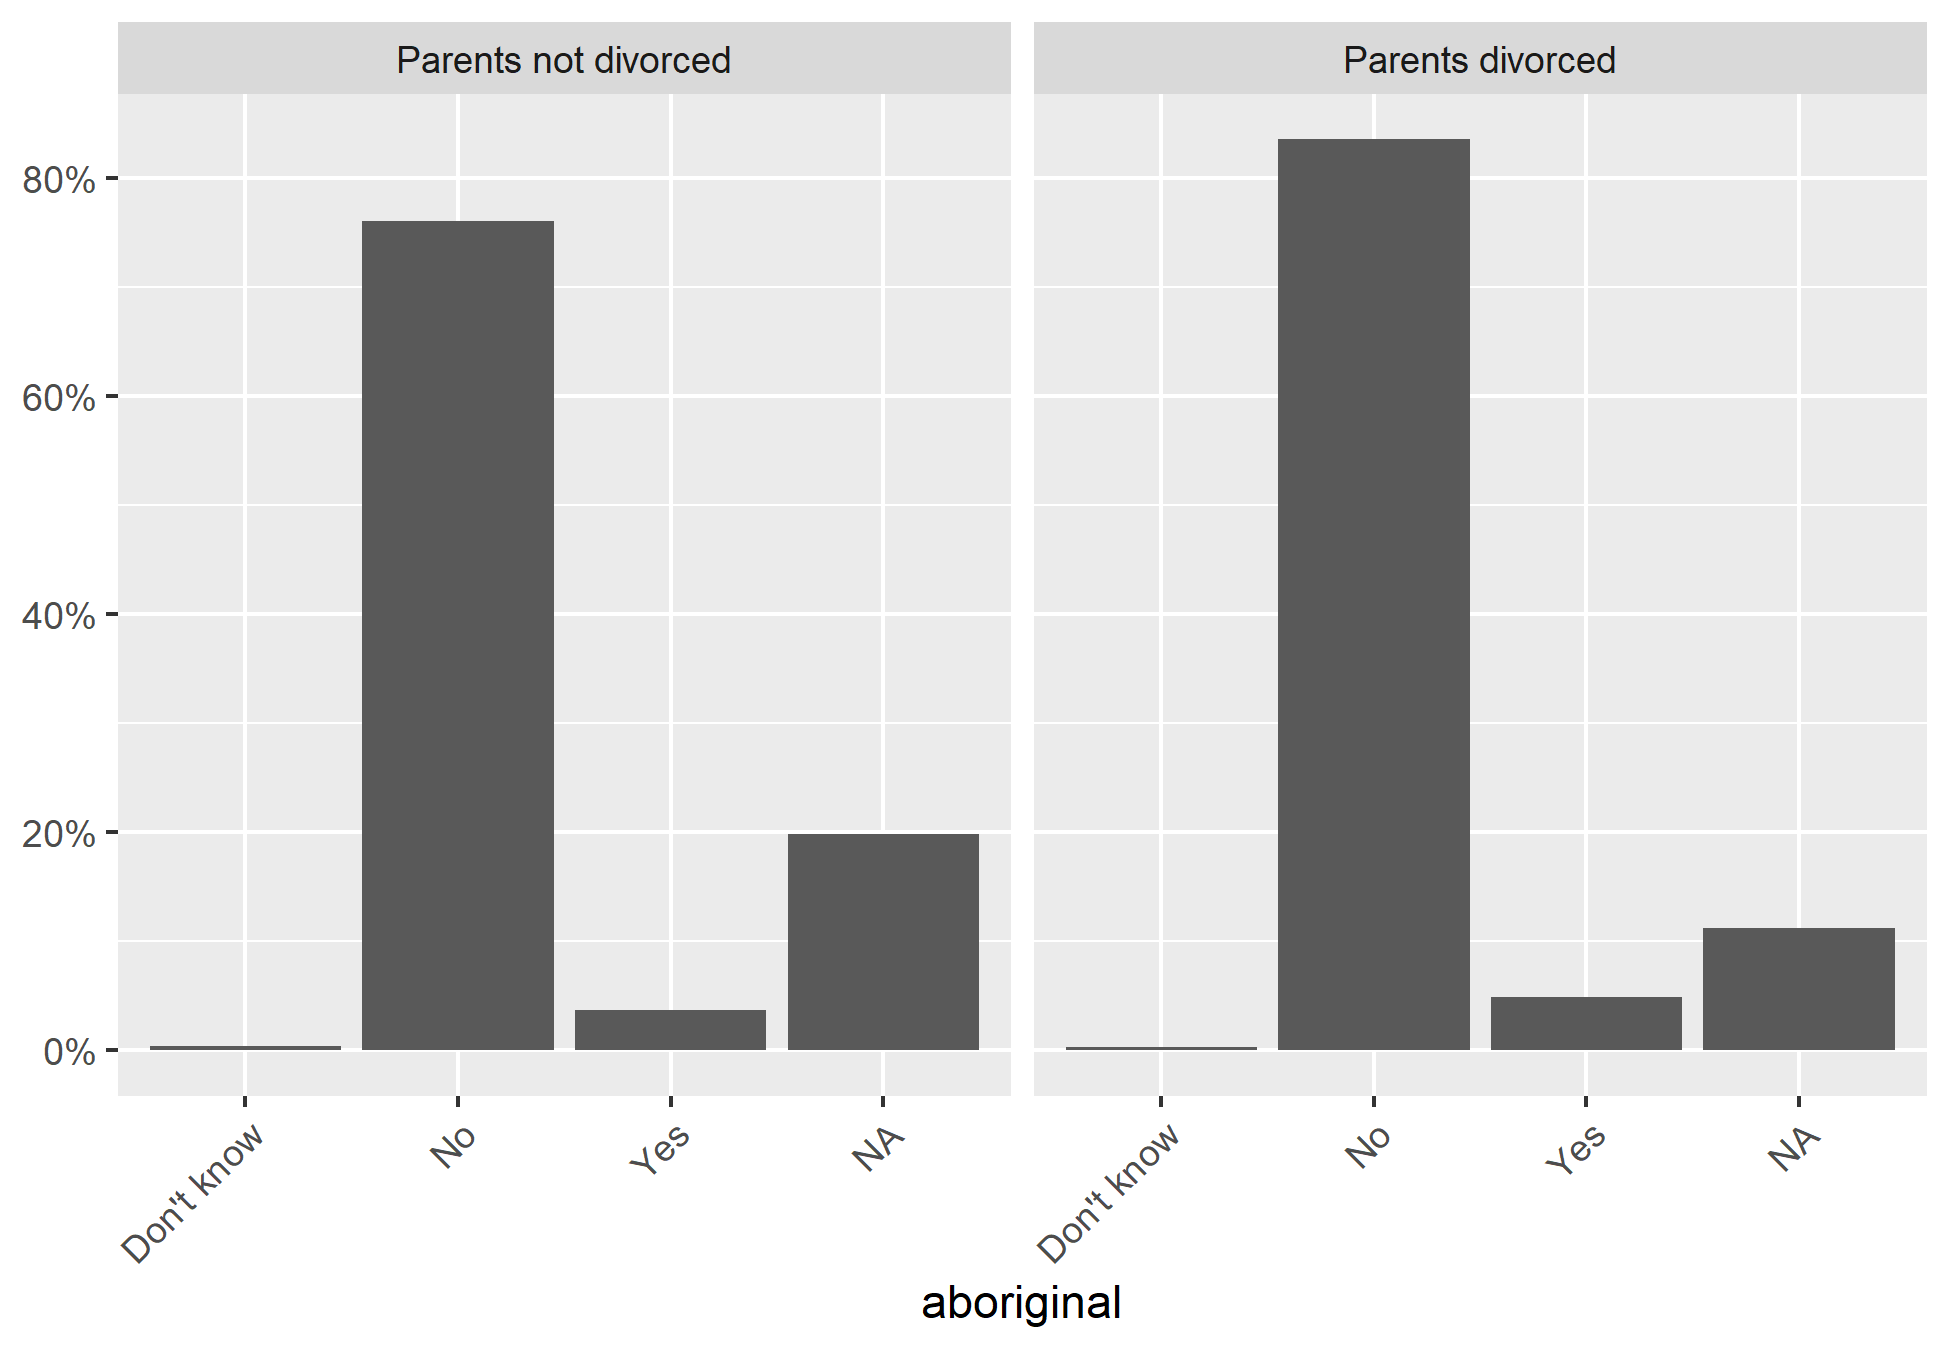 Parents not divorced
Parents divorced
80%
60%
40%
20%
0%
Don't know
No
Yes
NA
Don't know
No
Yes
NA
aboriginal